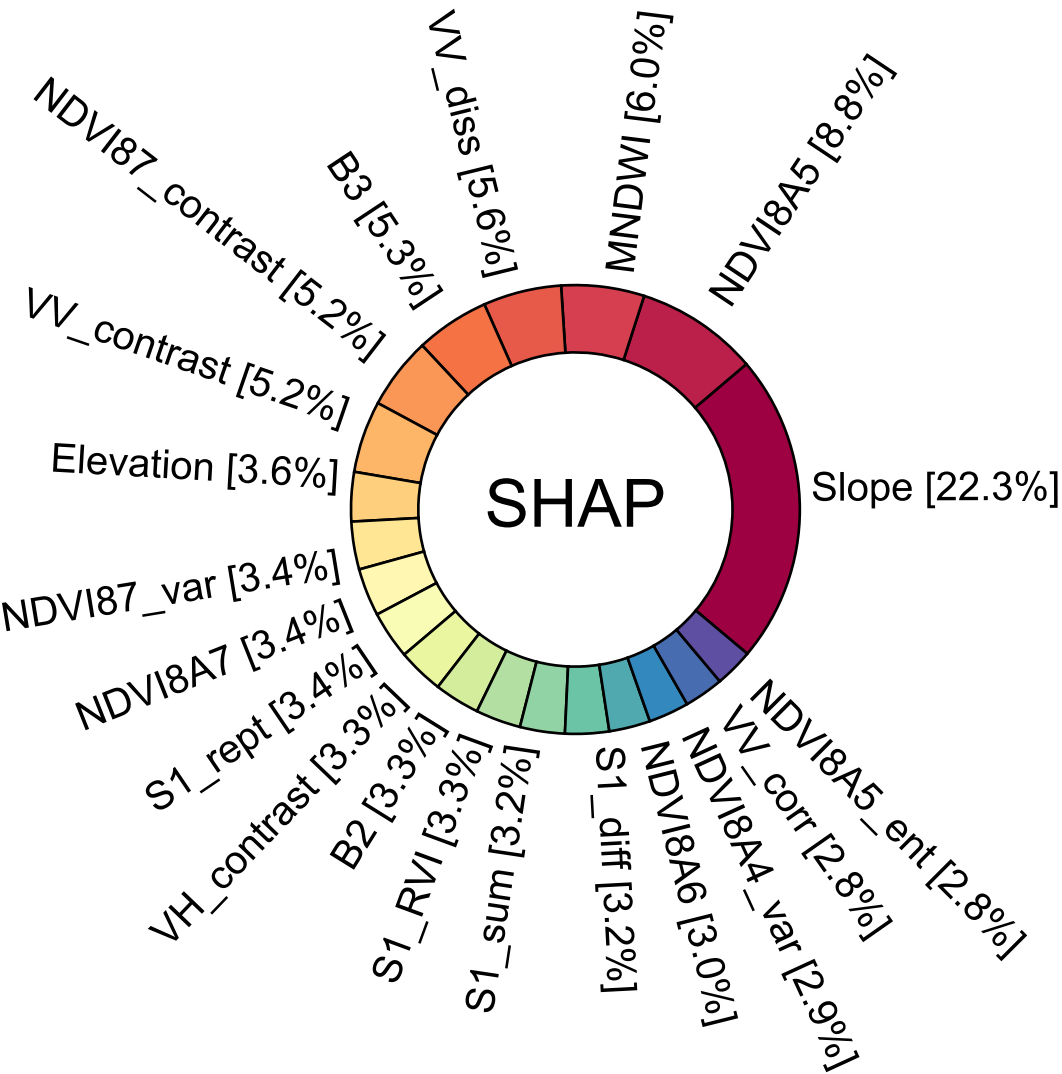 SHAP
Slope [22.3%]
NDVI8A5 [8.8%]
MNDWI [6.0%]
VV_diss [5.6%]
B3 [5.3%]
NDVI87_contrast [5.2%]
VV_contrast [5.2%]
Elevation [3.6%]
NDVI87_var [3.4%]
NDVI8A7 [3.4%]
S1_rept [3.4%]
VH_contrast [3.3%]
B2 [3.3%]
S1_RVI [3.3%]
S1_sum [3.2%]
S1_diff [3.2%]
NDVI8A6 [3.0%]
NDVI8A4_var [2.9%]
VV_corr [2.8%]
NDVI8A5_ent [2.8%]